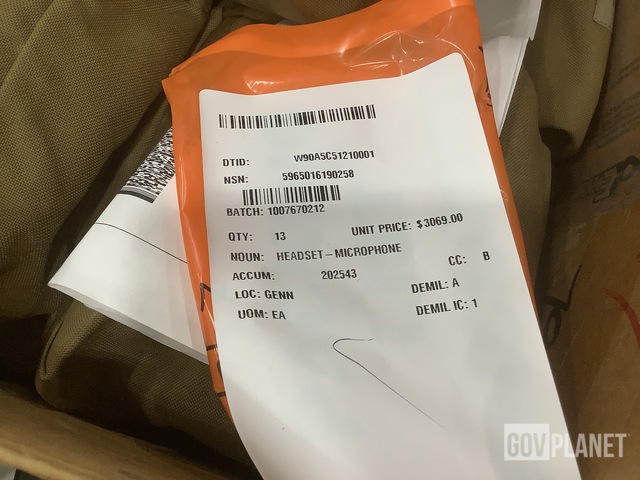 DTID: W90A5C51210001
NSN: 5965016190258
BATCH: 1007670212
QTY: 13 UNIT PRICE: $3069.00
NOUN: HEADSET-MICROPHONE
ACCUM: 202543 CC: B
LOC: GENN DEMIL: A
UOM: EA DEMIL IC: 1
GOVPLANET